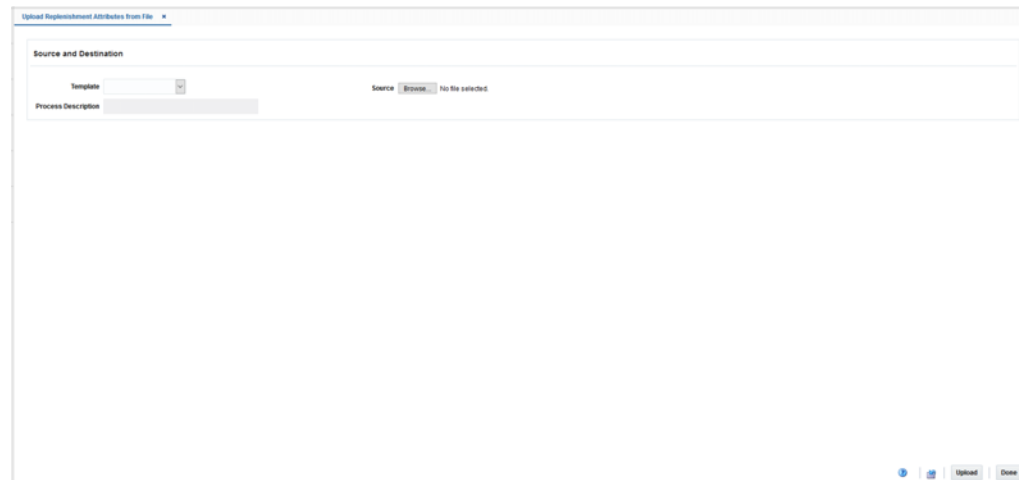 Upload Replenishment Attributes from File ×
Source and Destination
Template Source Browse... No file selected.
Process Description
Upload Done